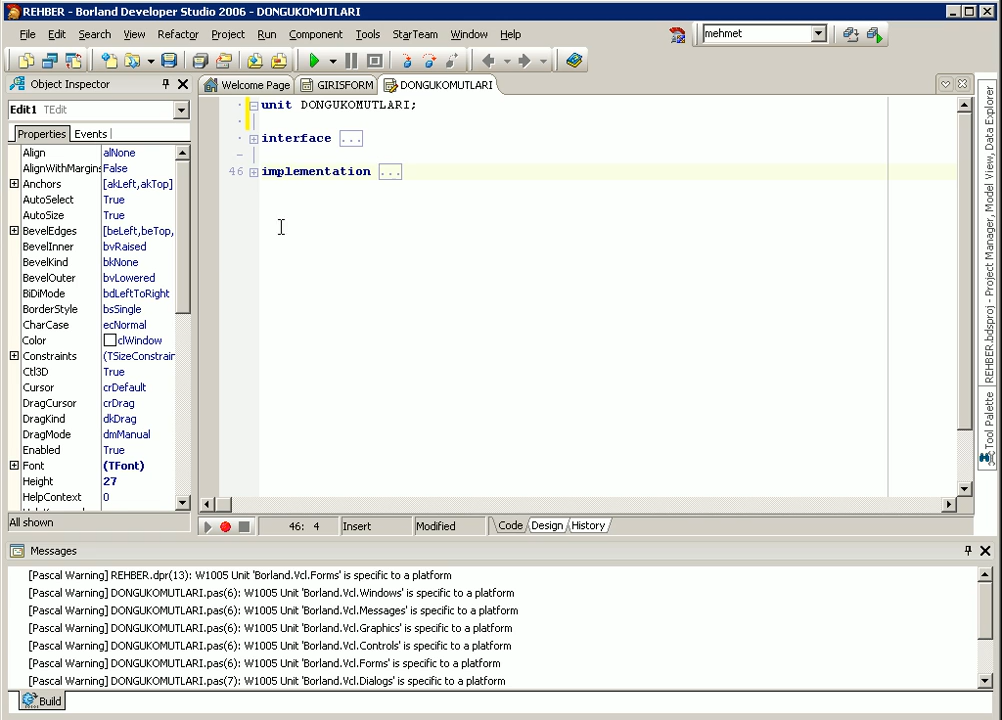 REHBER - Borland Developer Studio 2006 - DONGUKOMUTLARI
File Edit Search View Refactor Project Run Component Tools StarTeam Window Help
mehmet
Object Inspector
Welcome Page GIRISFORM DONGUKOMUTLARI
Edit1 TEdit
Properties Events
Align alNone
AlignWithMargins False
Anchors [akLeft,akTop]
AutoSelect True
AutoSize True
BevelEdges [beLeft,beTop,
BevelInner bvRaised
BevelKind bkNone
BevelOuter bvLowered
BiDiMode bdLeftToRight
BorderStyle bsSingle
CharCase ecNormal
Color clWindow
Constraints (TSizeConstrain
Ctl3D True
Cursor crDefault
DragCursor crDrag
DragKind dkDrag
DragMode dmManual
Enabled True
Font (TFont)
Height 27
HelpContext 0
All shown
unit DONGUKOMUTLARI;
interface ...
46 implementation ...
46: 4 Insert Modified Code Design History
REHBER.bdsproj - Project Manager, Model View, Data Explorer
Tool Palette
Messages
[Pascal Warning] REHBER.dpr(13): W1005 Unit 'Borland.Vcl.Forms' is specific to a platform
[Pascal Warning] DONGUKOMUTLARI.pas(6): W1005 Unit 'Borland.Vcl.Windows' is specific to a platform
[Pascal Warning] DONGUKOMUTLARI.pas(6): W1005 Unit 'Borland.Vcl.Messages' is specific to a platform
[Pascal Warning] DONGUKOMUTLARI.pas(6): W1005 Unit 'Borland.Vcl.Graphics' is specific to a platform
[Pascal Warning] DONGUKOMUTLARI.pas(6): W1005 Unit 'Borland.Vcl.Controls' is specific to a platform
[Pascal Warning] DONGUKOMUTLARI.pas(6): W1005 Unit 'Borland.Vcl.Forms' is specific to a platform
[Pascal Warning] DONGUKOMUTLARI.pas(7): W1005 Unit 'Borland.Vcl.Dialogs' is specific to a platform
Build